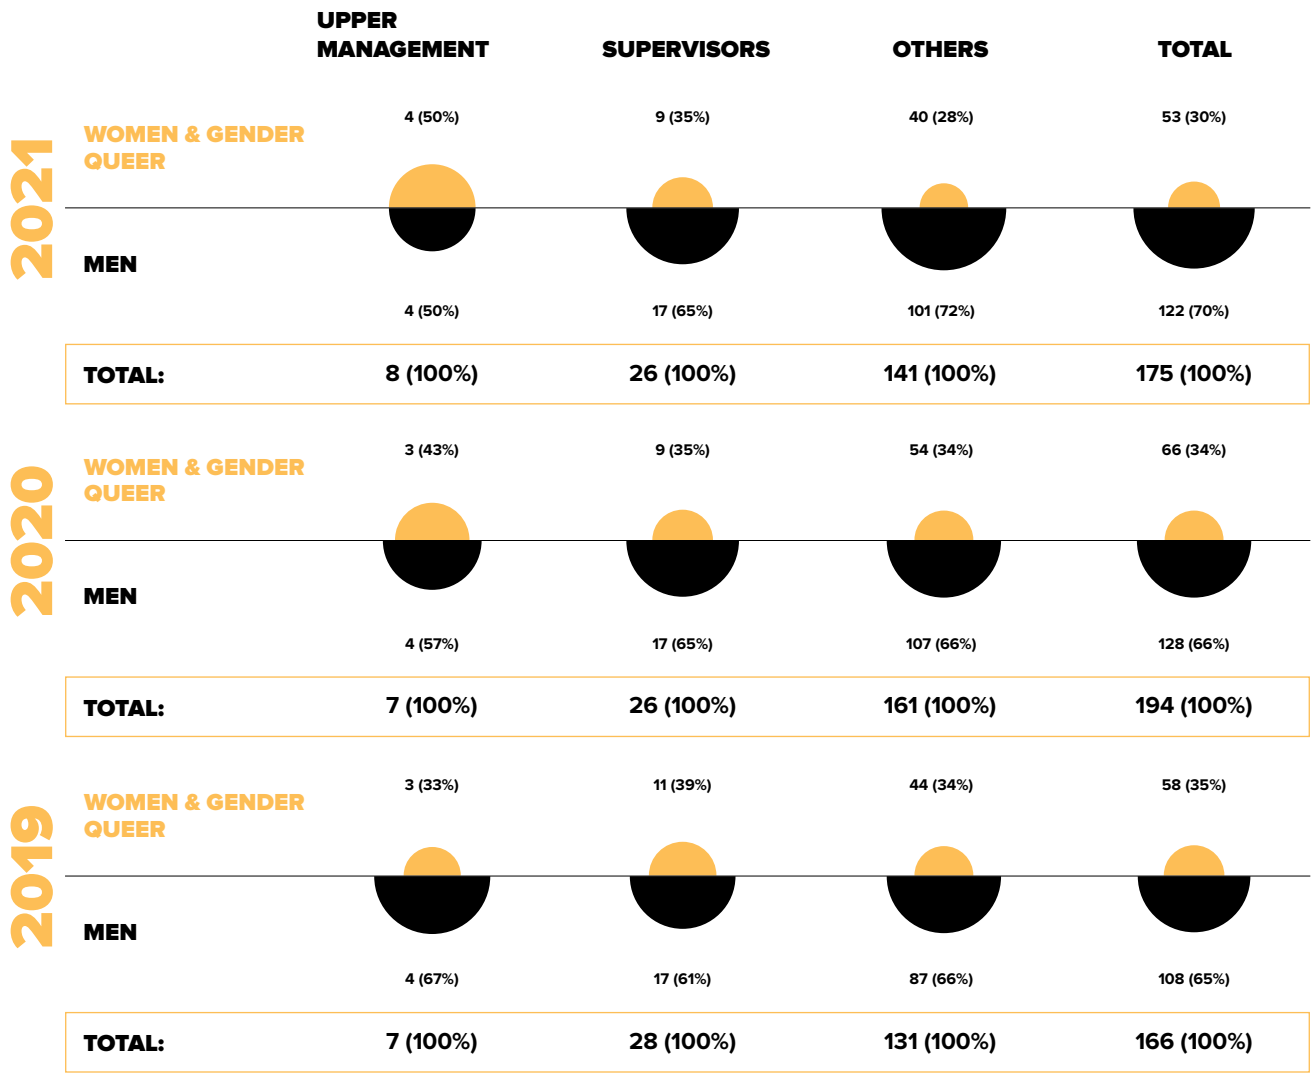 UPPER
MANAGEMENT
SUPERVISORS
OTHERS
TOTAL
2021
WOMEN & GENDER
QUEER
4 (50%)
9 (35%)
40 (28%)
53 (30%)
MEN
4 (50%)
17 (65%)
101 (72%)
122 (70%)
TOTAL:
8 (100%)
26 (100%)
141 (100%)
175 (100%)
2020
WOMEN & GENDER
QUEER
3 (43%)
9 (35%)
54 (34%)
66 (34%)
MEN
4 (57%)
17 (65%)
107 (66%)
128 (66%)
TOTAL:
7 (100%)
26 (100%)
161 (100%)
194 (100%)
2019
WOMEN & GENDER
QUEER
3 (33%)
11 (39%)
44 (34%)
58 (35%)
MEN
4 (67%)
17 (61%)
87 (66%)
108 (65%)
TOTAL:
7 (100%)
28 (100%)
131 (100%)
166 (100%)